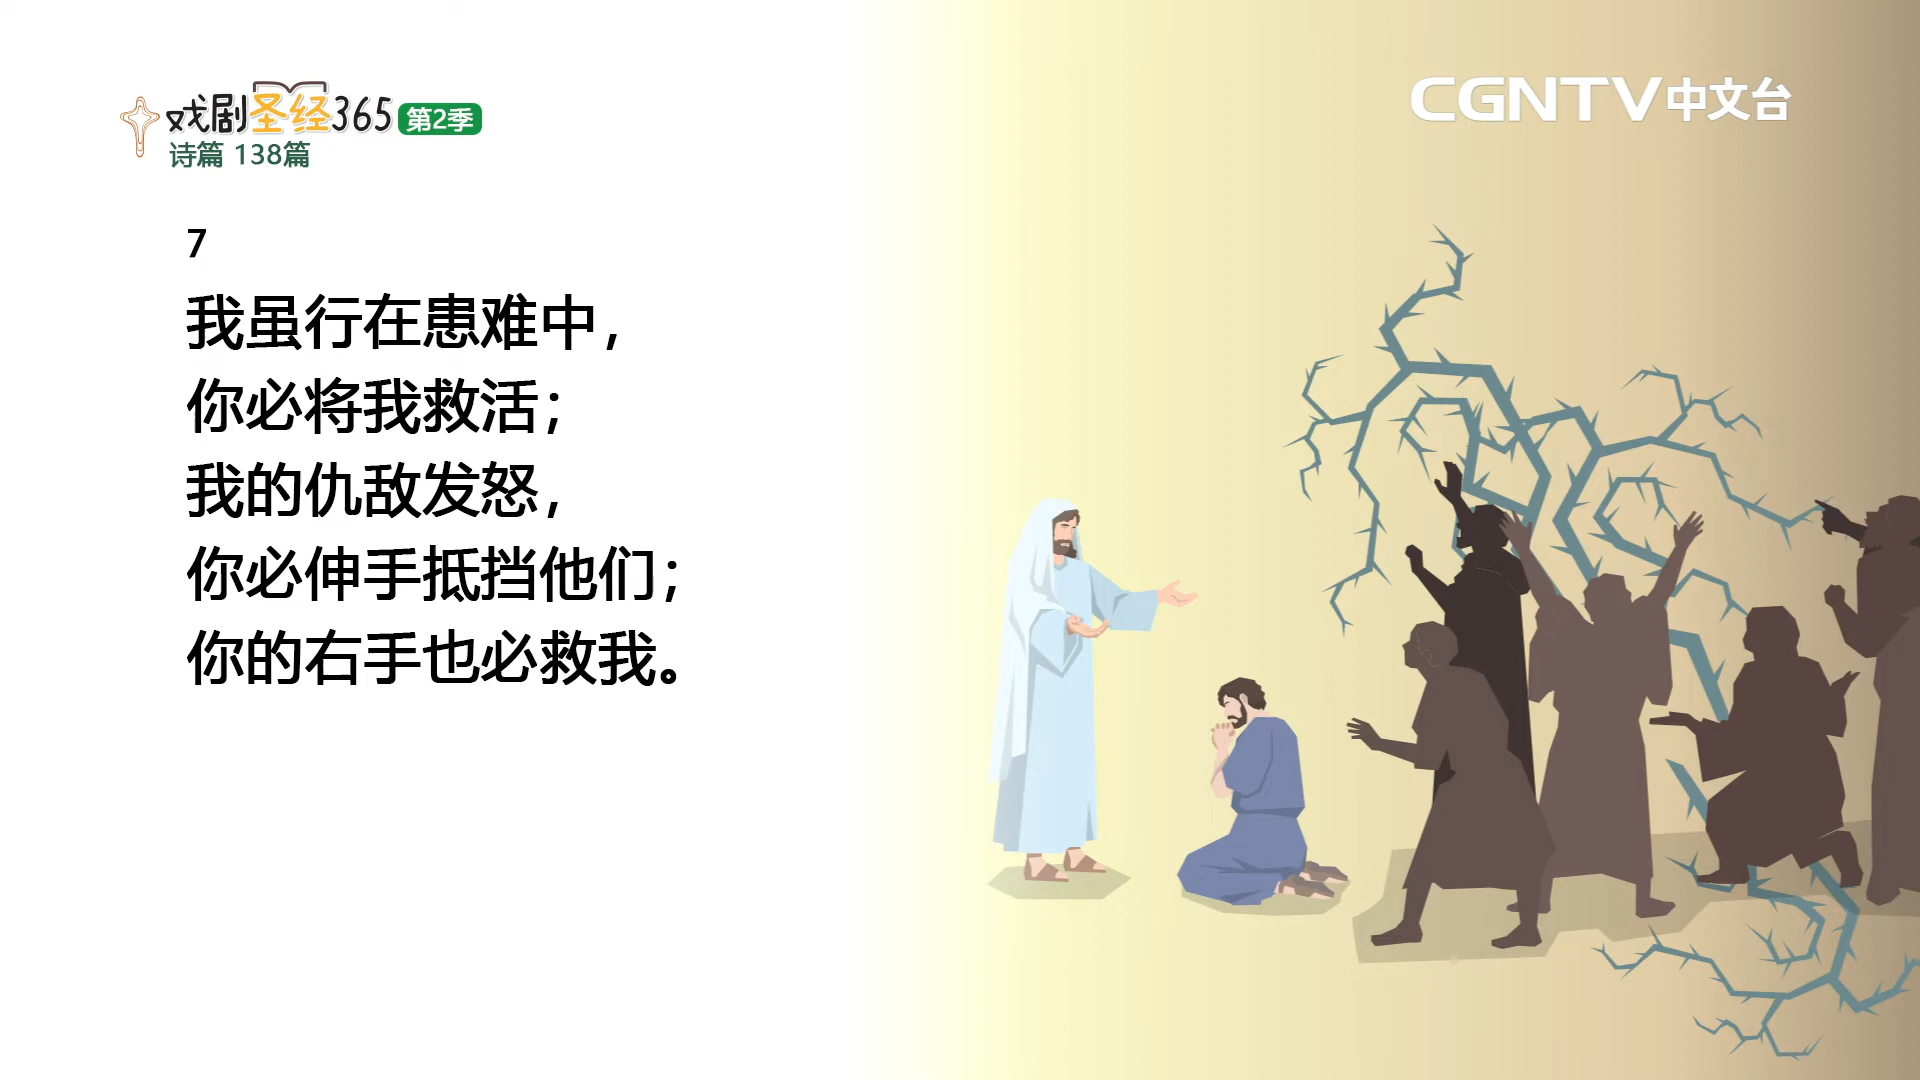 戏剧圣经365 第2季
诗篇 138篇
CGNTV中文台
7
我虽行在患难中，
你必将我救活；
我的仇敌发怒，
你必伸手抵挡他们；
你的右手也必救我。